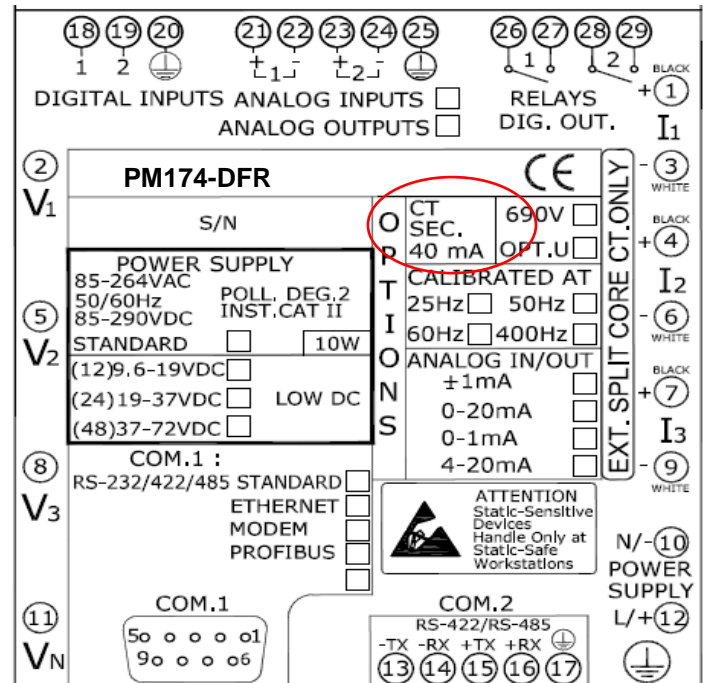 18 19 20 21 22 23 24 25 26 27 28 29
1 2 + 1 - + 2 - 1 2
DIGITAL INPUTS ANALOG INPUTS RELAYS
ANALOG OUTPUTS DIG. OUT.
BLACK
+ 1
I1
- 3
WHITE
BLACK
+ 4
I2
- 6
WHITE
BLACK
+ 7
I3
- 9
WHITE
EXT. SPLIT CORE CT.ONLY
2
V1
5
V2
8
V3
11
VN
PM174-DFR CE
S/N
OPTIONS
CT
SEC.
40 mA
690V
OPT.U
CALIBRATED AT
25Hz 50Hz
60Hz 400Hz
ANALOG IN/OUT
±1mA
0-20mA
0-1mA
4-20mA
POWER SUPPLY
85-264VAC
50/60Hz
85-290VDC
POLL. DEG.2
INST.CAT II
STANDARD 10W
(12)9.6-19VDC
(24)19-37VDC LOW DC
(48)37-72VDC
COM.1 :
RS-232/422/485 STANDARD
ETHERNET
MODEM
PROFIBUS
ATTENTION
Static-Sensitive
Devices
Handle Only at
Static-Safe
Workstations
N/- 10
POWER
SUPPLY
L/+ 12
COM.1
5 1
9 6
COM.2
RS-422/RS-485
-TX -RX +TX +RX
13 14 15 16 17